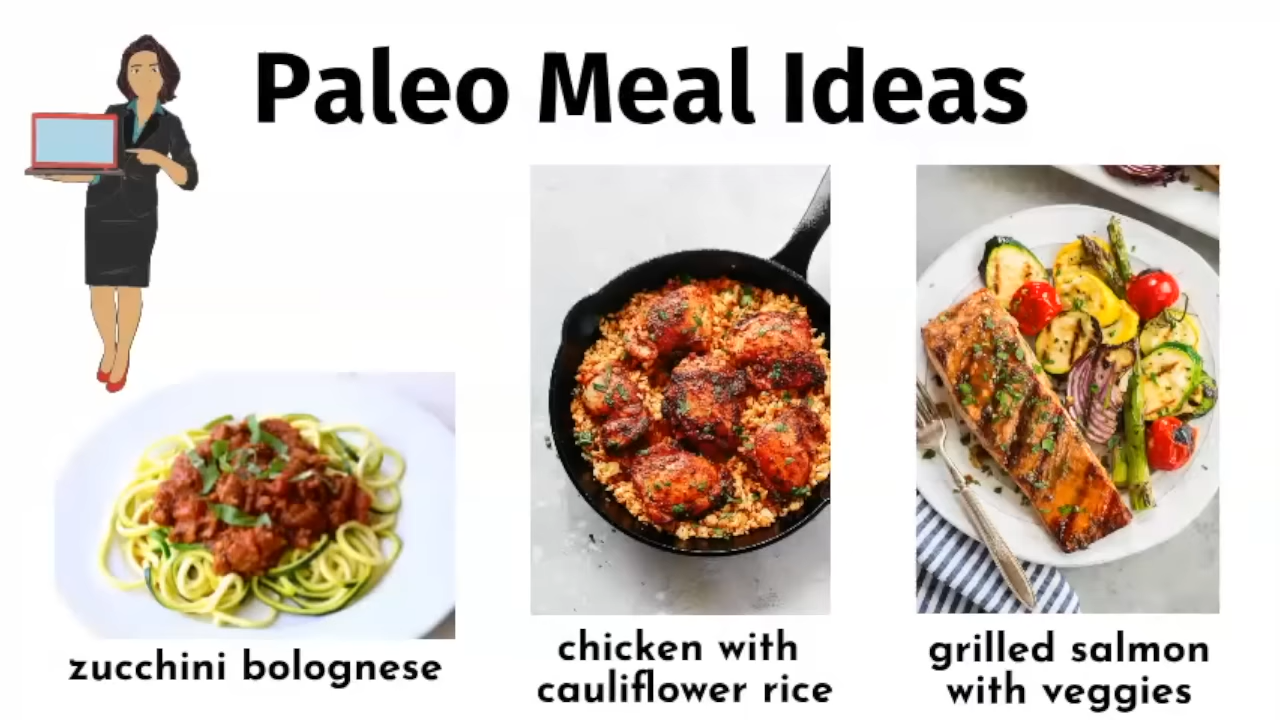 Paleo Meal Ideas
zucchini bolognese
chicken with
cauliflower rice
grilled salmon
with veggies